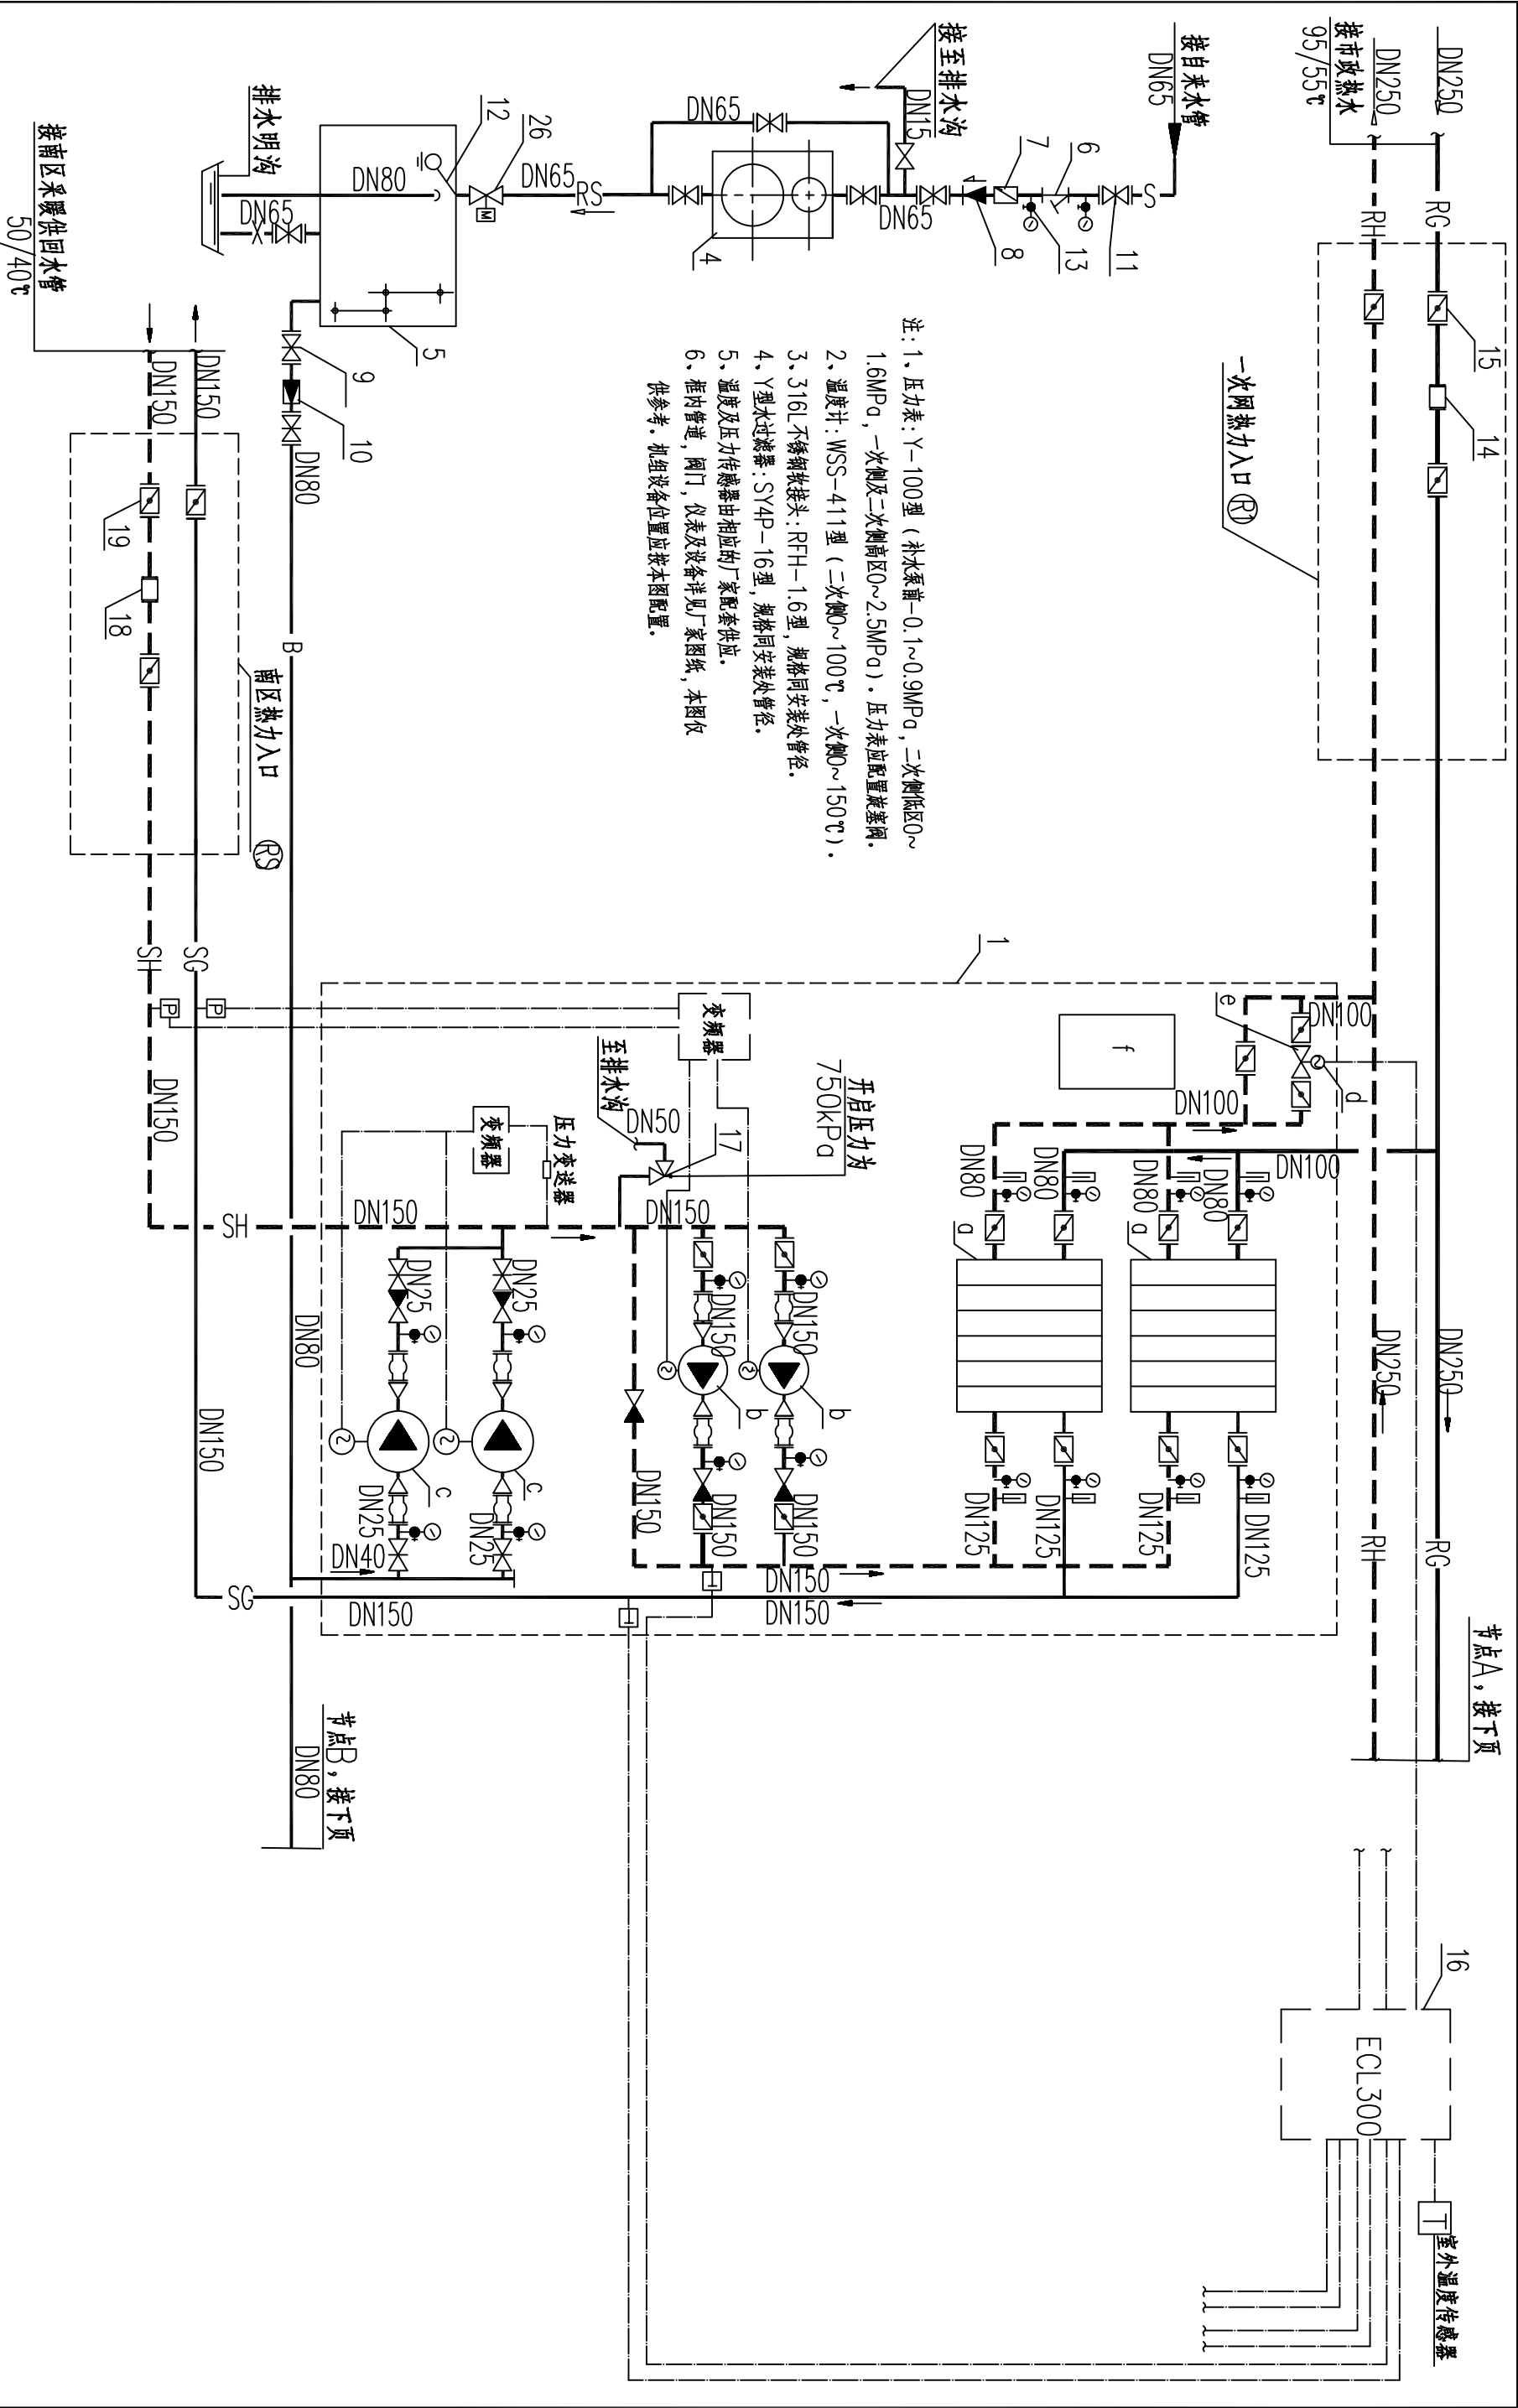 DN250
DN250
接市政热水
95/55℃
RG
RH
15
14
一次网热力入口
R1
DN250
DN250
RG
RH
节点A，接下页
16
ECL300
T
室外温度传感器
接自来水管
DN65
S
11
6
13
7
8
DN15
接至排水沟
DN65
DN65
4
RS
DN65
26
12
DN80
排水明沟
DN65
5
9
10
DN80
B
注：1、压力表：Y-100型（补水泵前-0.1~0.9MPa，二次侧低区0~
1.6MPa，一次侧及二次侧高区0~2.5MPa）。压力表应配置旋塞阀。
2、温度计：WSS-411型（二次侧0~100℃，一次侧0~150℃）。
3、316L不锈钢软接头：RFH-1.6型，规格同安装处管径。
4、Y型水过滤器：SY4P-16型，规格同安装处管径。
5、温度及压力传感器由相应的厂家配套供应。
6、框内管道，阀门，仪表及设备详见厂家图纸，本图仅
供参考。机组设备位置应按本图配置。
接南区采暖供回水管
50/40℃
DN150
DN150
19
18
南区热力入口
RS
SG
SH
P
P
DN150
SH
DN150
1
e
DN100
d
f
DN100
DN100
DN80
DN80
DN80
DN80
a
a
DN125
DN125
DN125
DN125
变频器
开启压力为
750kPa
17
DN50
至排水沟
压力变送器
变频器
DN150
DN150
DN150
b
b
DN150
DN150
DN150
DN25
DN25
c
c
DN25
DN25
DN40
DN80
DN150
SG
DN150
DN150
DN150
T
T
节点B，接下页
DN80
M